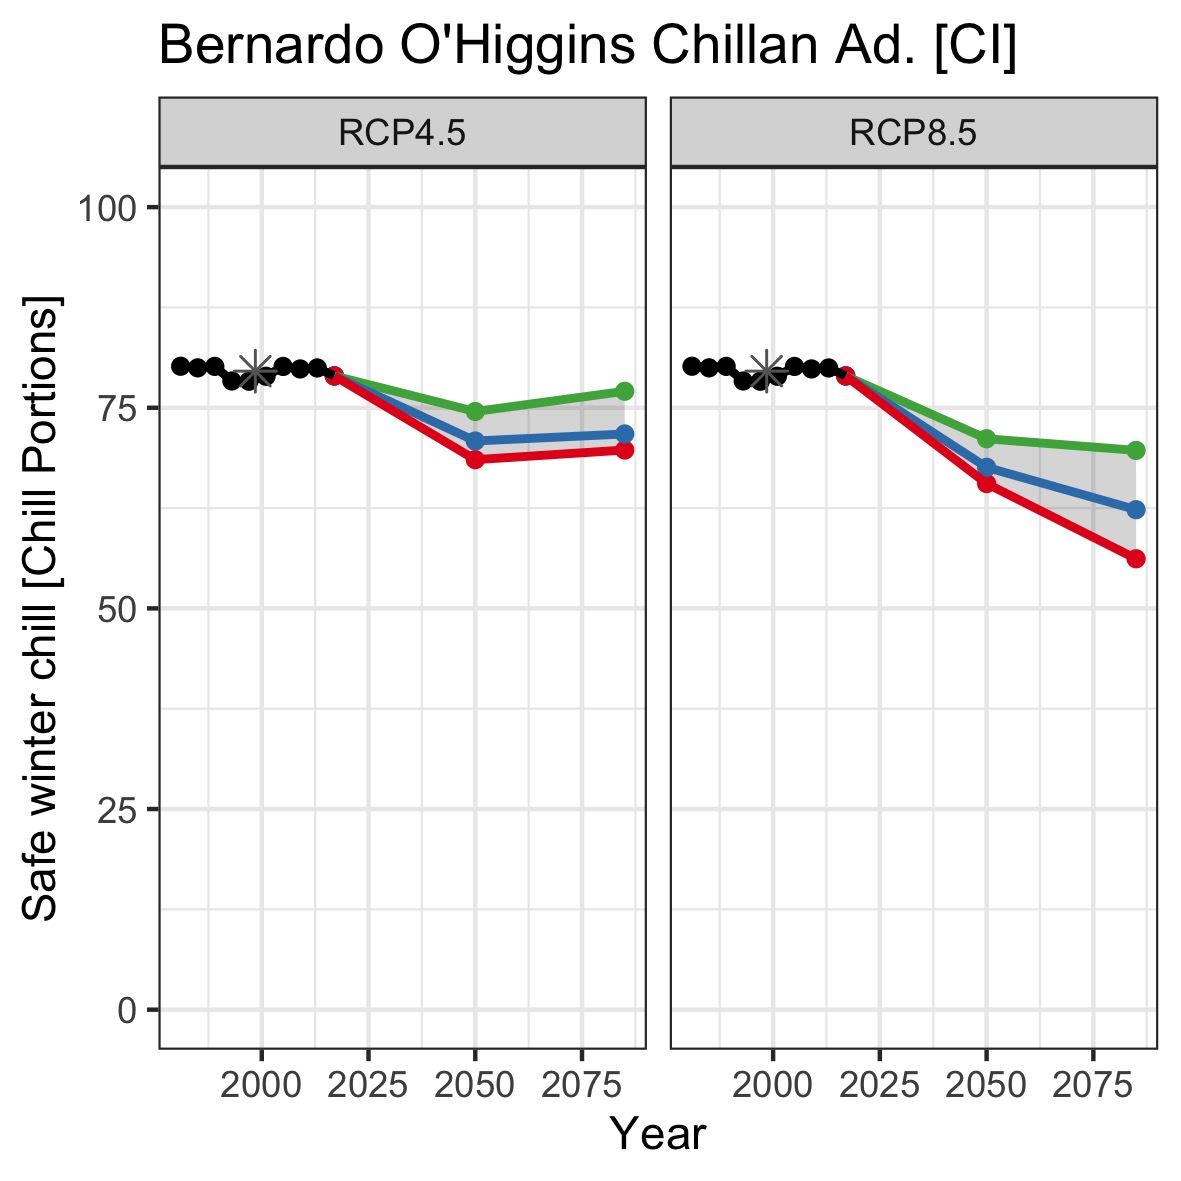 Bernardo O'Higgins Chillan Ad. [CI]
RCP4.5
RCP8.5
Safe winter chill [Chill Portions]
100
75
50
25
0
2000 2025 2050 2075
2000 2025 2050 2075
Year